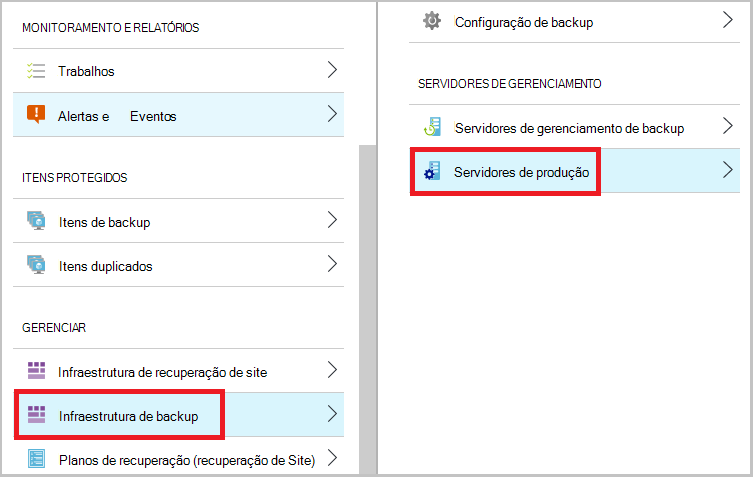 MONITORAMENTO E RELATÓRIOS
Trabalhos
Alertas e Eventos
ITENS PROTEGIDOS
Itens de backup
Itens duplicados
GERENCIAR
Infraestrutura de recuperação de site
Infraestrutura de backup
Planos de recuperação (recuperação de Site)
Configuração de backup
SERVIDORES DE GERENCIAMENTO
Servidores de gerenciamento de backup
Servidores de produção